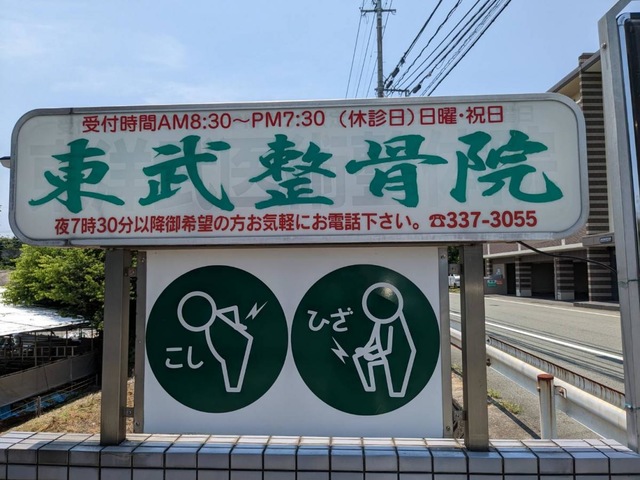 受付時間AM8:30～PM7:30 (休診日)日曜・祝日
東武整骨院
夜7時30分以降御希望の方お気軽にお電話下さい。☎337-3055
こし
ひざ